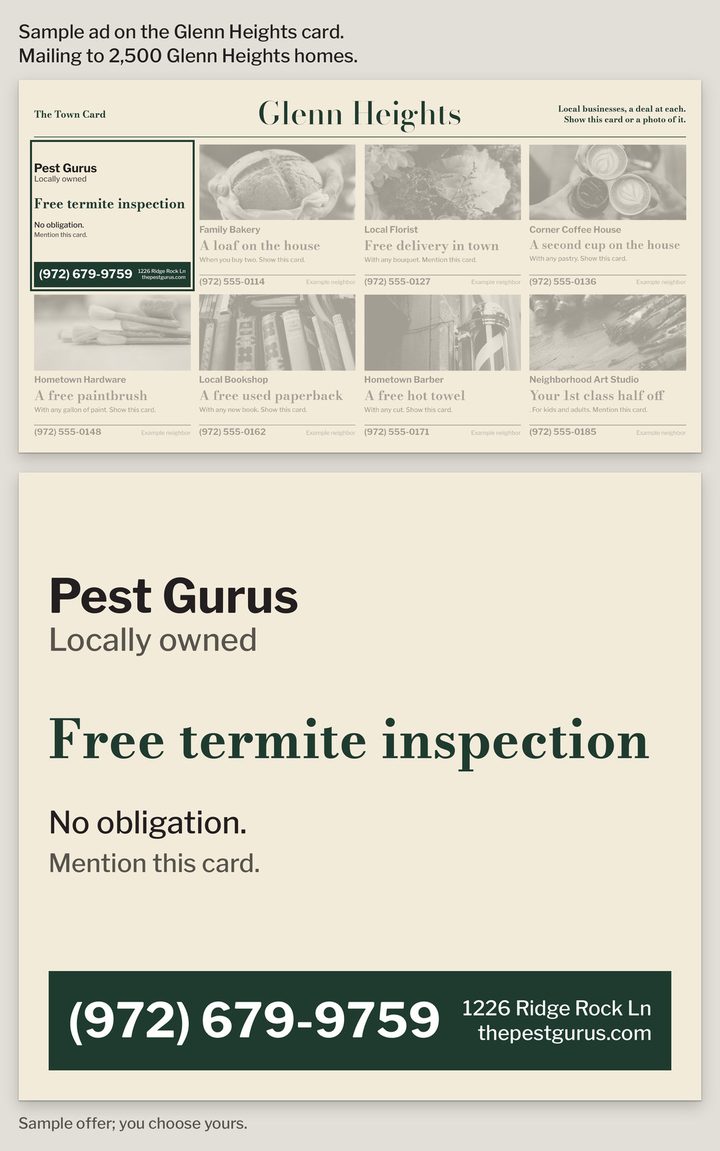 Sample ad on the Glenn Heights card.
Mailing to 2,500 Glenn Heights homes.
The Town Card
Glenn Heights
Local businesses, a deal at each.
Show this card or a photo of it.
Pest Gurus
Locally owned
Free termite inspection
No obligation.
Mention this card.
(972) 679-9759
1226 Ridge Rock Ln
thepestgurus.com
Family Bakery
A loaf on the house
When you buy two. Show this card.
(972) 555-0114
Example neighbor
Local Florist
Free delivery in town
With any bouquet. Mention this card.
(972) 555-0127
Example neighbor
Corner Coffee House
A second cup on the house
With any pastry. Show this card.
(972) 555-0136
Example neighbor
Hometown Hardware
A free paintbrush
With any gallon of paint. Show this card.
(972) 555-0148
Example neighbor
Local Bookshop
A free used paperback
With any new book. Show this card.
(972) 555-0162
Example neighbor
Hometown Barber
A free hot towel
With any cut. Show this card.
(972) 555-0171
Example neighbor
Neighborhood Art Studio
Your 1st class half off
For kids and adults. Mention this card.
(972) 555-0185
Example neighbor
Pest Gurus
Locally owned
Free termite inspection
No obligation.
Mention this card.
(972) 679-9759
1226 Ridge Rock Ln
thepestgurus.com
Sample offer; you choose yours.